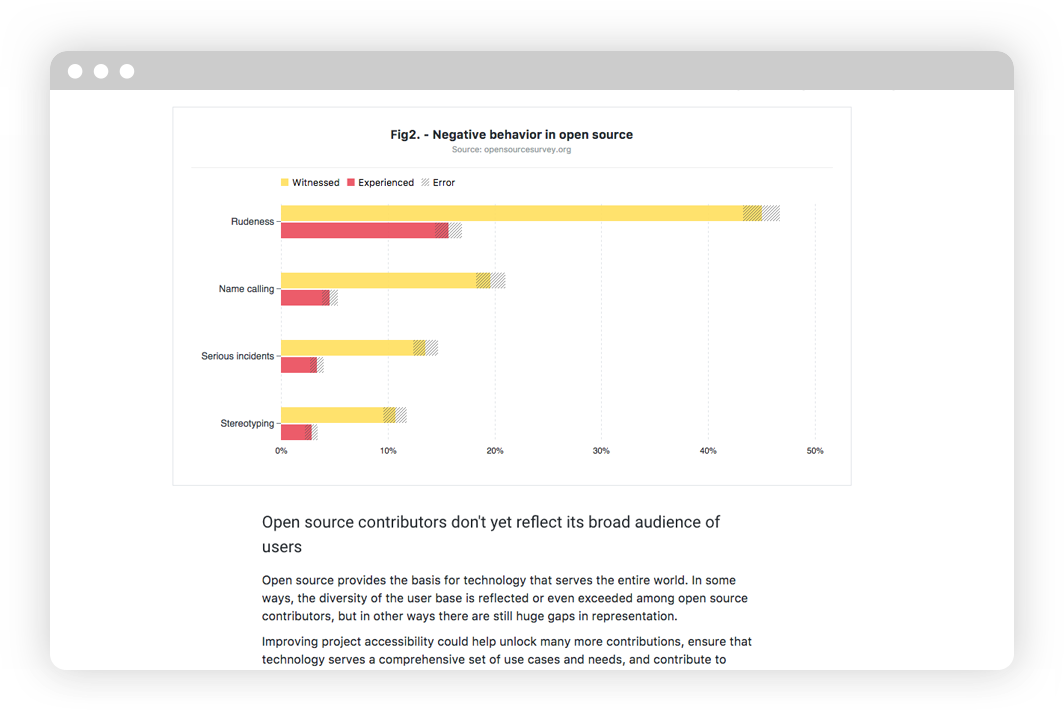 Fig2. - Negative behavior in open source
Source: opensourcesurvey.org
Witnessed Experienced Error
Rudeness
Name calling
Serious incidents
Stereotyping
0% 10% 20% 30% 40% 50%
Open source contributors don't yet reflect its broad audience of
users
Open source provides the basis for technology that serves the entire world. In some
ways, the diversity of the user base is reflected or even exceeded among open source
contributors, but in other ways there are still huge gaps in representation.
Improving project accessibility could help unlock many more contributions, ensure that
technology serves a comprehensive set of use cases and needs, and contribute to